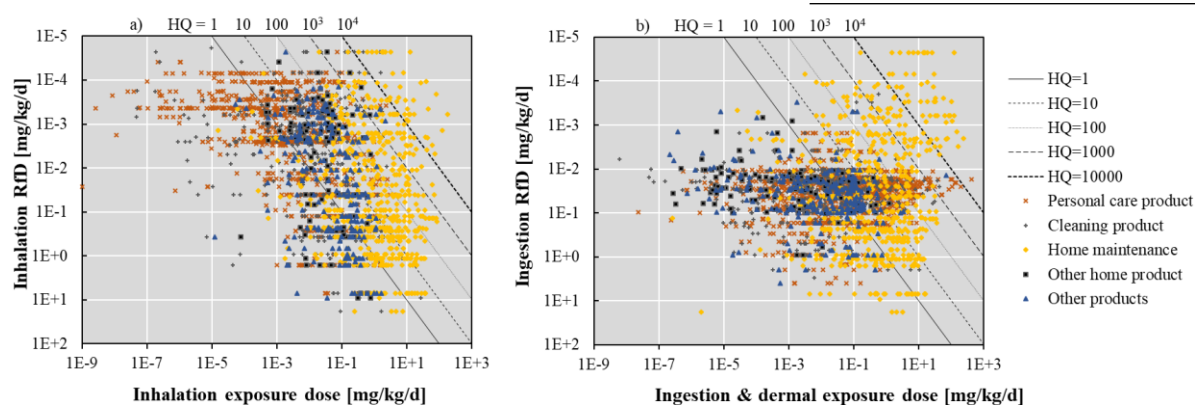 a) HQ = 1 10 100 10³ 10⁴
1E-5
1E-4
1E-3
1E-2
1E-1
1E+0
1E+1
1E+2
Inhalation RfD [mg/kg/d]
1E-9 1E-7 1E-5 1E-3 1E-1 1E+1 1E+3
Inhalation exposure dose [mg/kg/d]
b) HQ = 1 10 100 10³ 10⁴
1E-5
1E-4
1E-3
1E-2
1E-1
1E+0
1E+1
1E+2
Ingestion RfD [mg/kg/d]
1E-9 1E-7 1E-5 1E-3 1E-1 1E+1 1E+3
Ingestion & dermal exposure dose [mg/kg/d]
HQ=1
HQ=10
HQ=100
HQ=1000
HQ=10000
Personal care product
Cleaning product
Home maintenance
Other home product
Other products